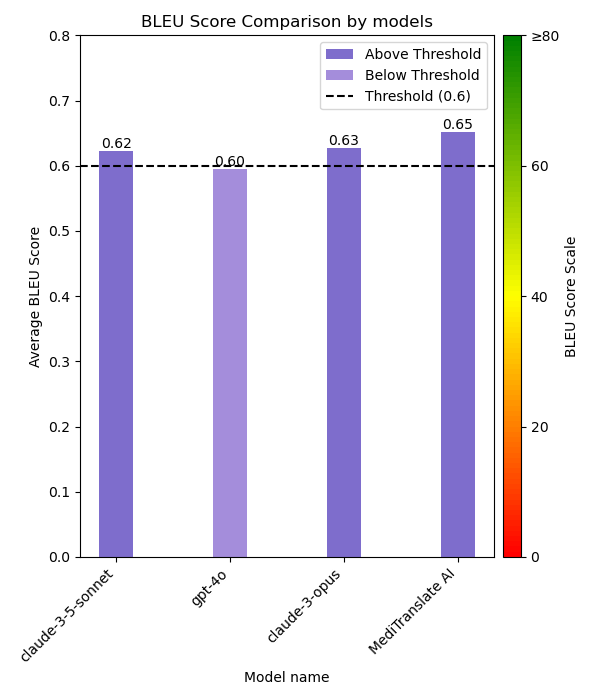 BLEU Score Comparison by models
Above Threshold
Below Threshold
Threshold (0.6)
0.62
0.60
0.63
0.65
0.8
0.7
0.6
0.5
0.4
0.3
0.2
0.1
0.0
Average BLEU Score
claude-3-5-sonnet
gpt-4o
claude-3-opus
MediTranslate AI
Model name
≥80
60
40
20
0
BLEU Score Scale